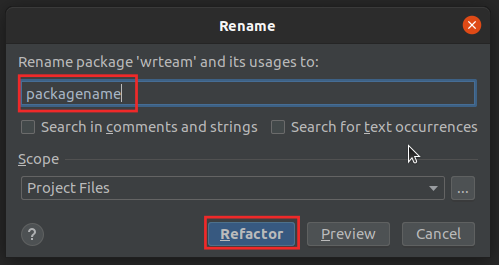 Rename
Rename package 'wrteam' and its usages to:
packagename
Search in comments and strings Search for text occurrences
Scope
Project Files ...
? Refactor Preview Cancel